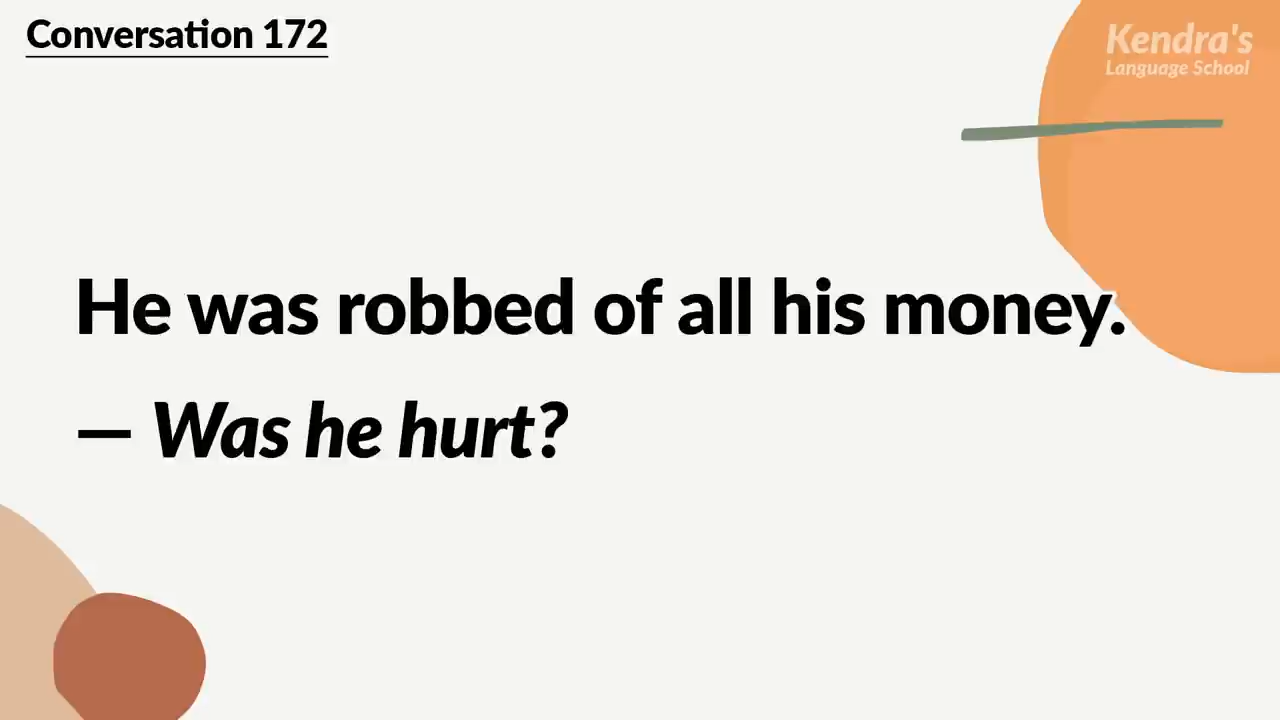 Conversation 172
Kendra's
Language School
He was robbed of all his money.
— Was he hurt?